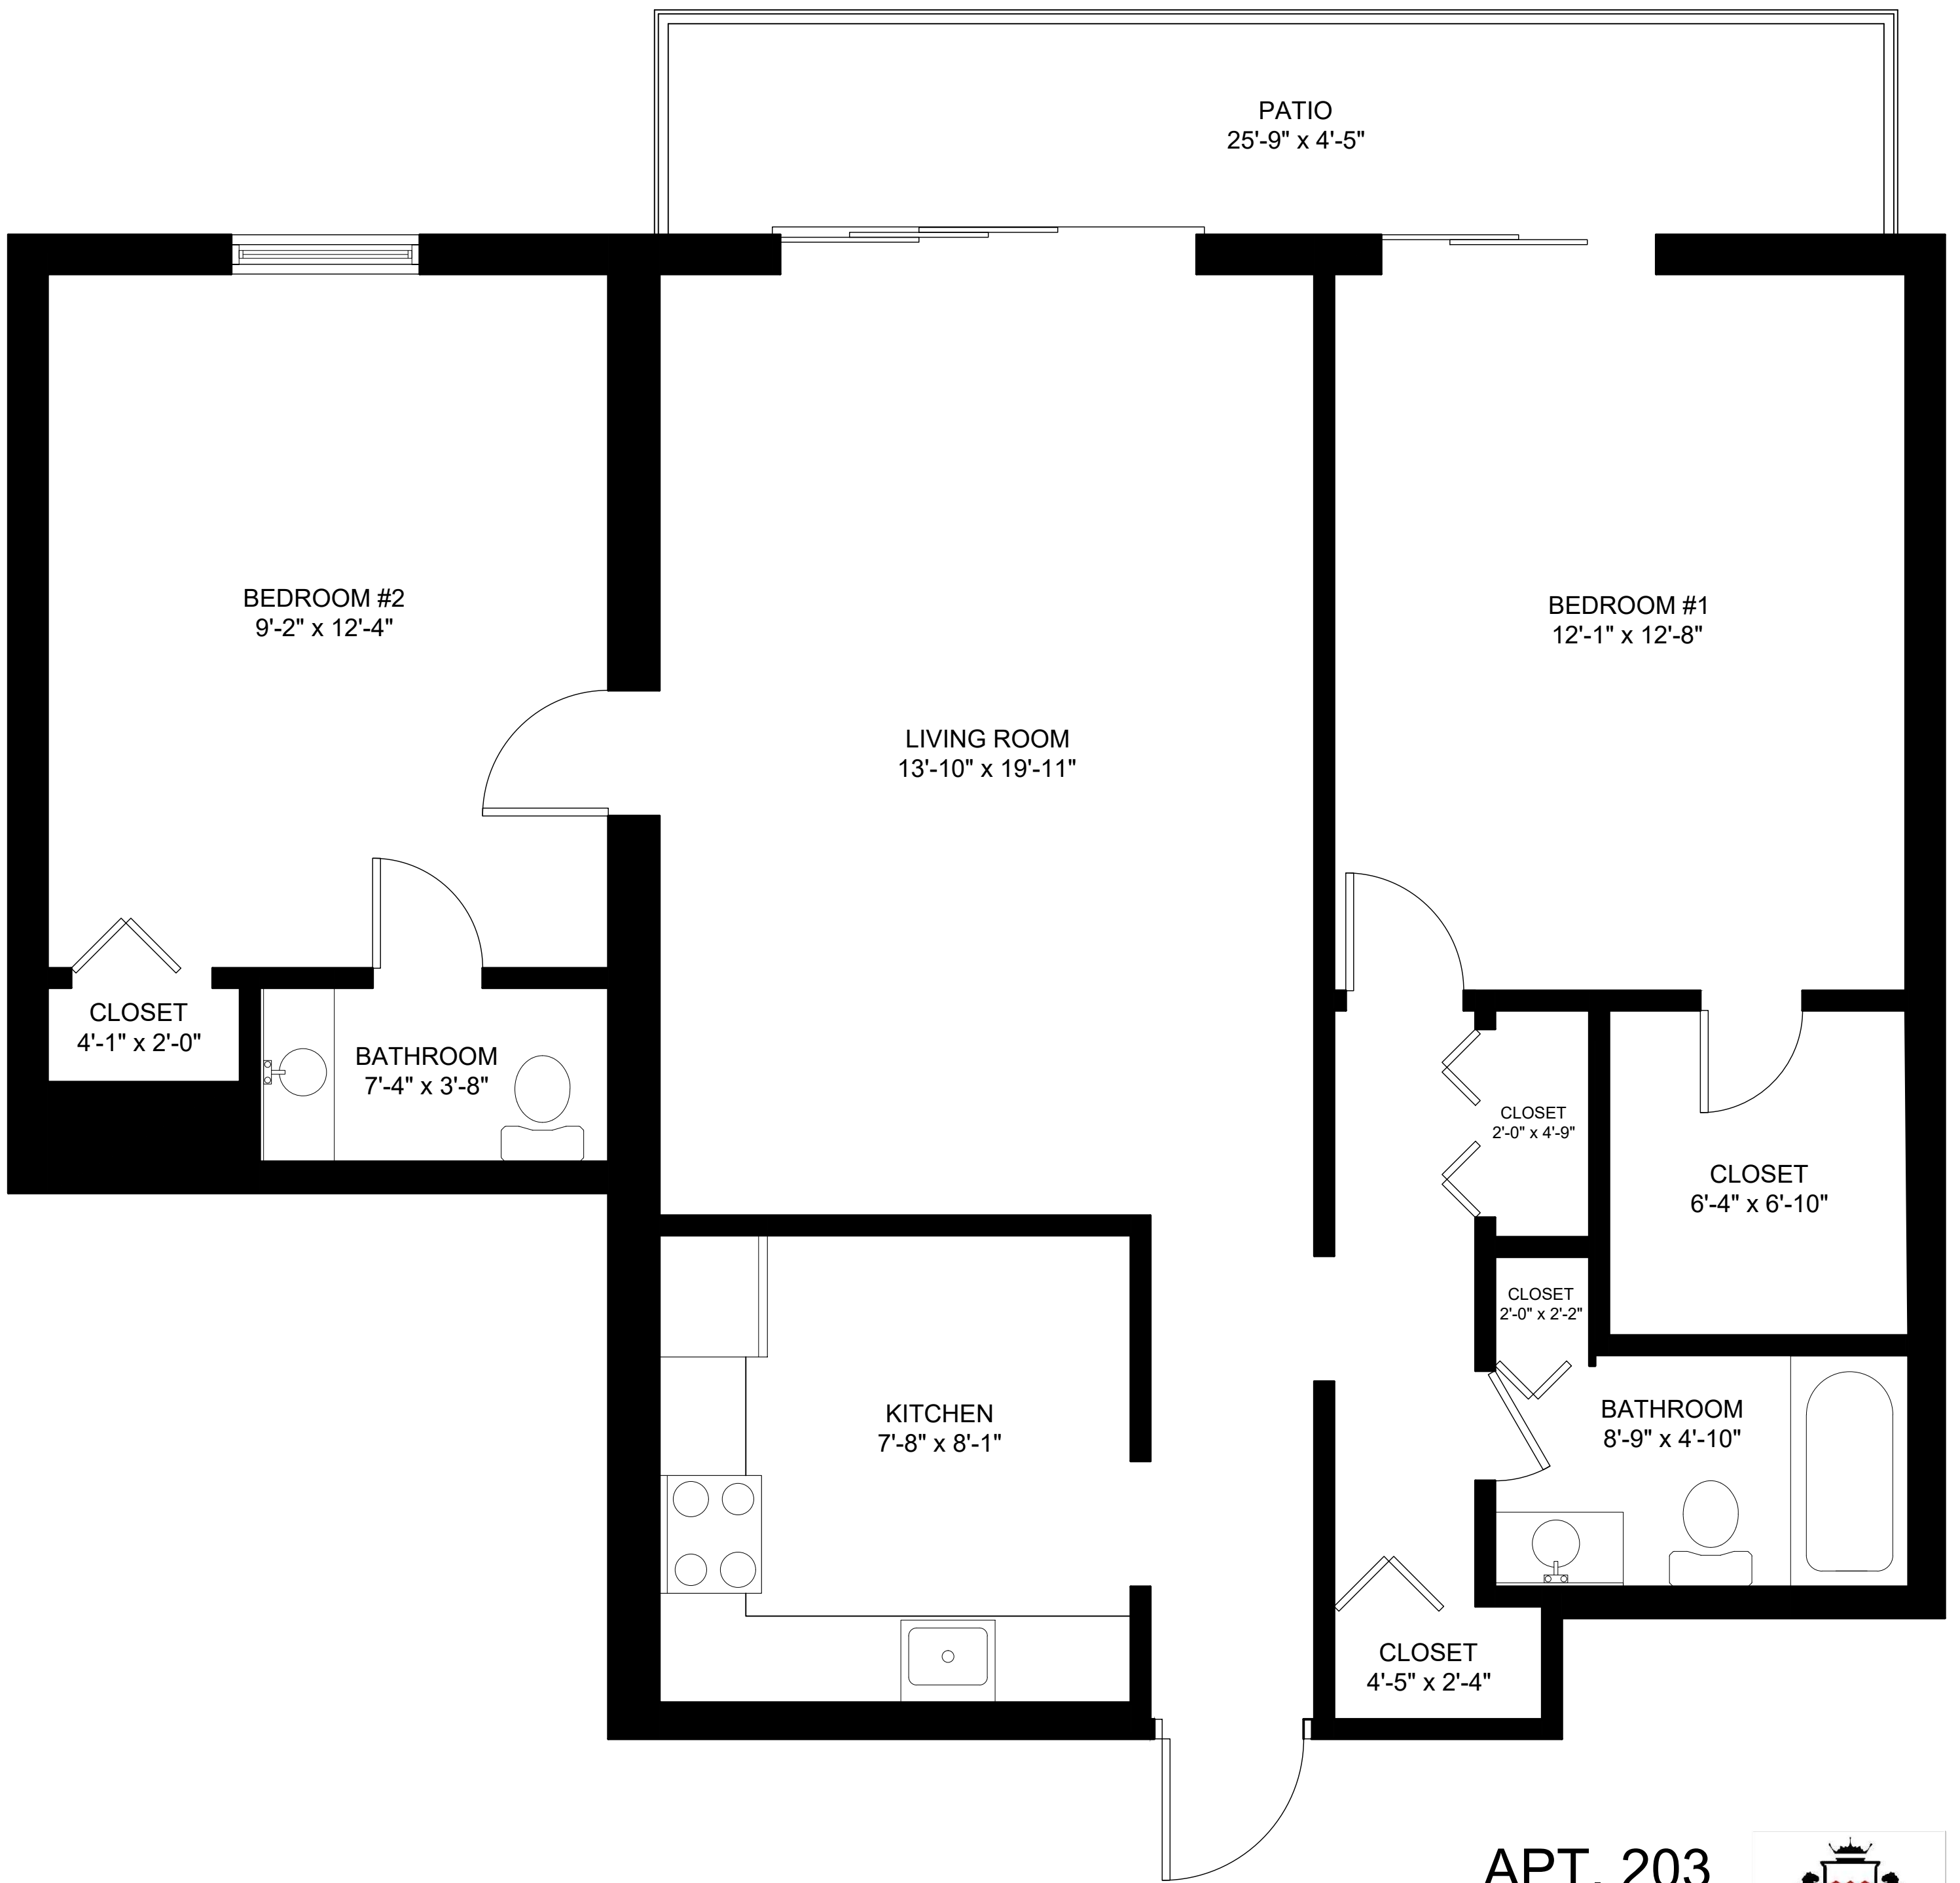 PATIO
25'-9" x 4'-5"
BEDROOM #2
9'-2" x 12'-4"
BEDROOM #1
12'-1" x 12'-8"
LIVING ROOM
13'-10" x 19'-11"
CLOSET
4'-1" x 2'-0"
BATHROOM
7'-4" x 3'-8"
CLOSET
2'-0" x 4'-9"
CLOSET
6'-4" x 6'-10"
CLOSET
2'-0" x 2'-2"
KITCHEN
7'-8" x 8'-1"
BATHROOM
8'-9" x 4'-10"
CLOSET
4'-5" x 2'-4"
APT. 203